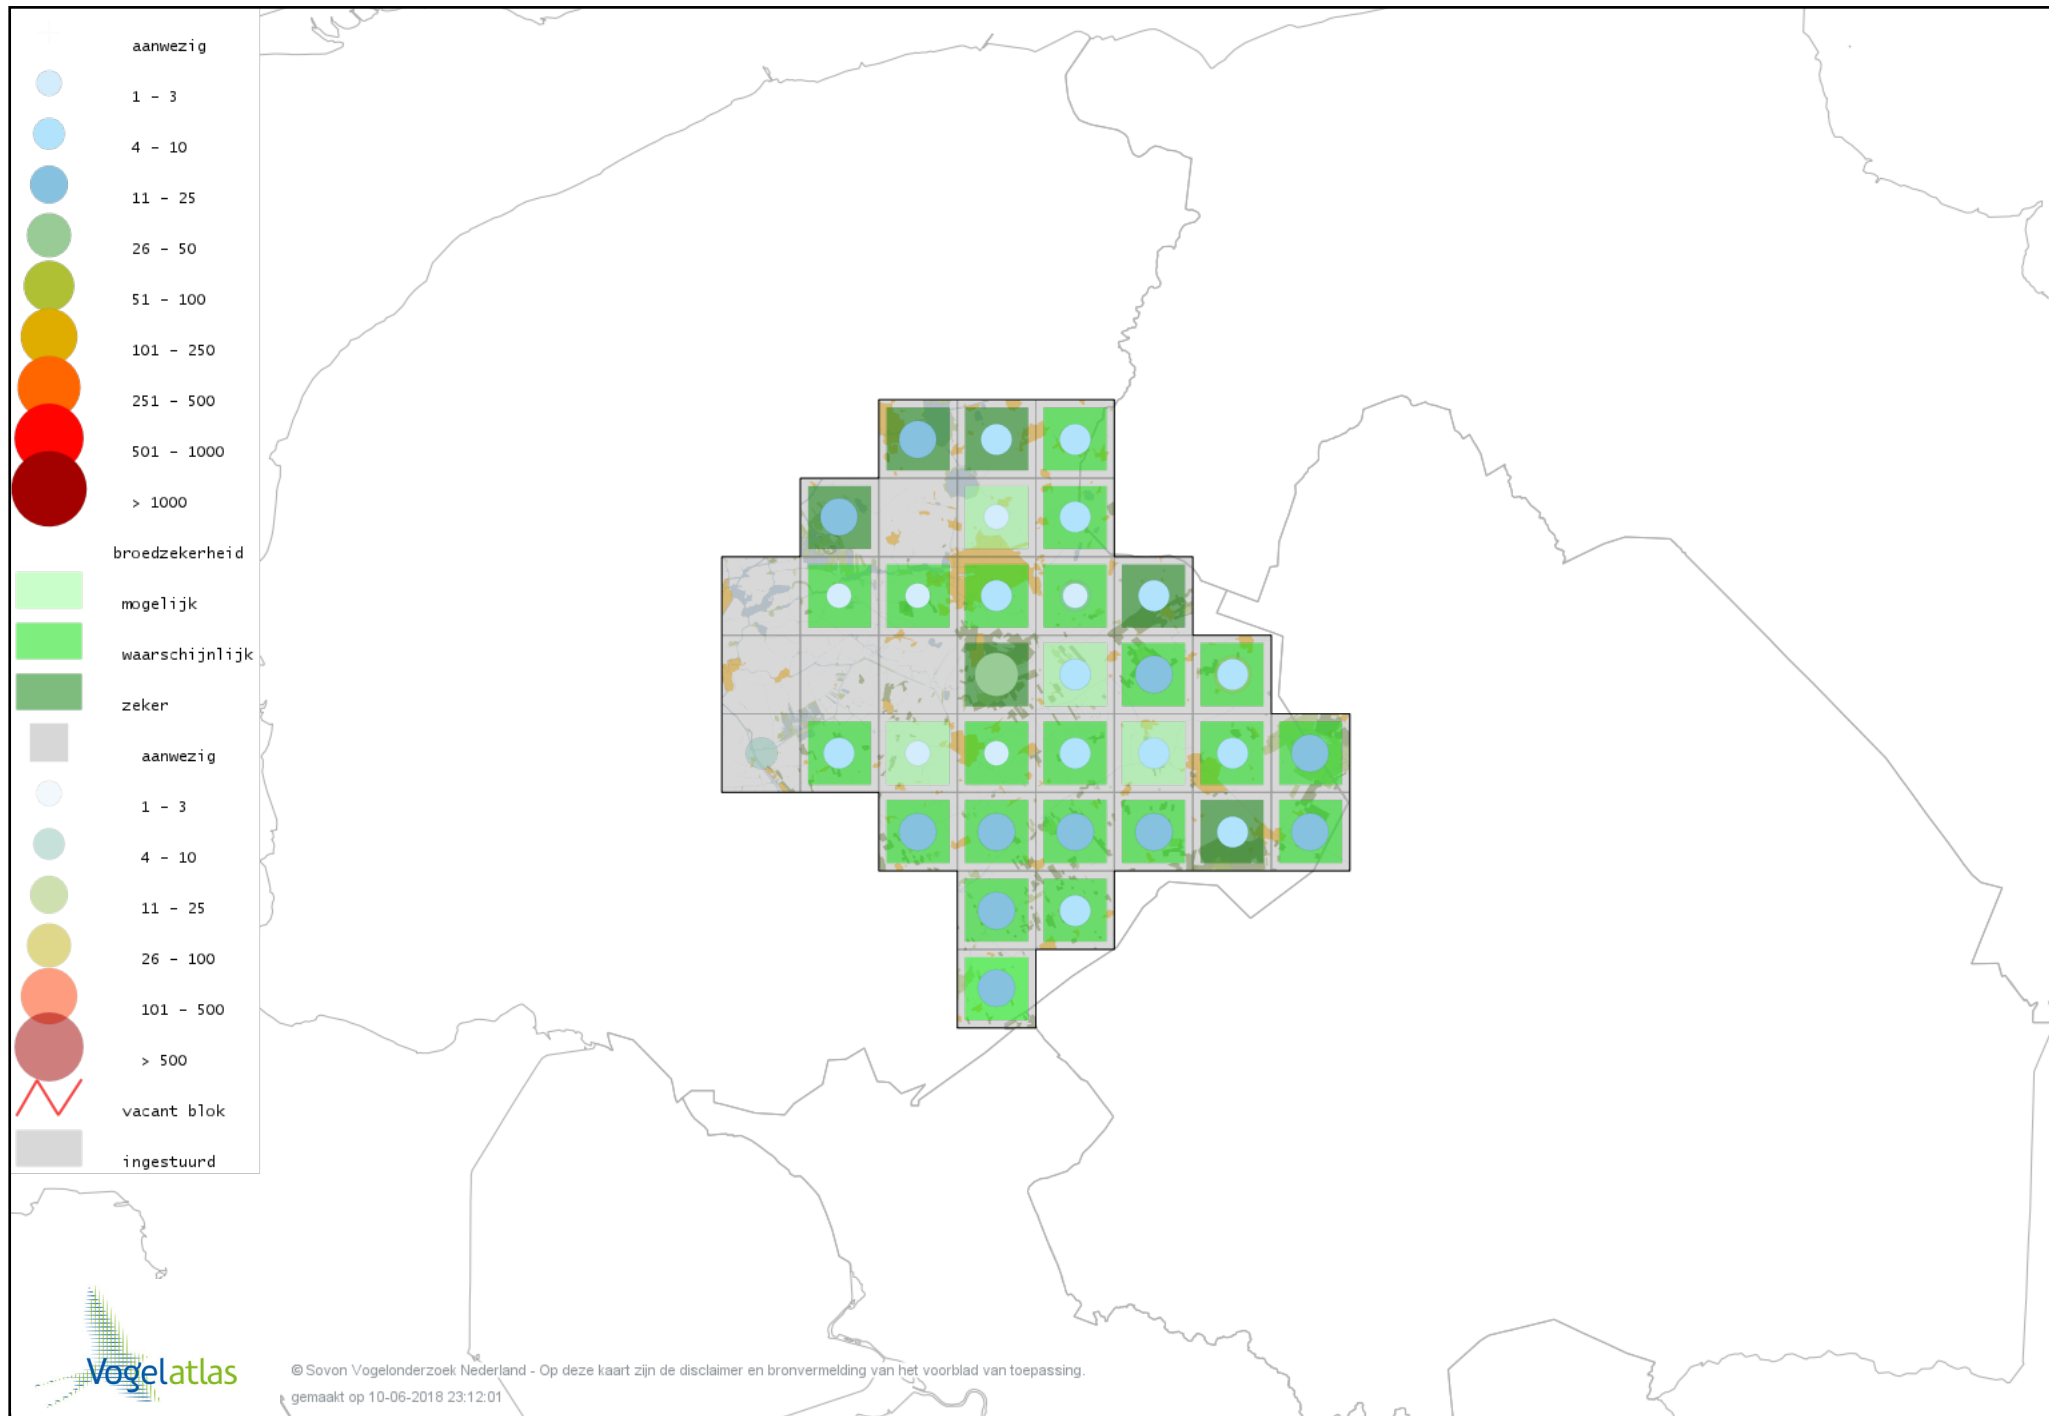 aanwezig
1 - 3
4 - 10
11 - 25
26 - 50
51 - 100
101 - 250
251 - 500
501 - 1000
> 1000
broedzekerheid
mogelijk
waarschijnlijk
zeker
aanwezig
1 - 3
4 - 10
11 - 25
26 - 100
101 - 500
> 500
vacant blok
ingestuurd
Vogelatlas
© Sovon Vogelonderzoek Nederland - Op deze kaart zijn de disclaimer en bronvermelding van het voorblad van toepassing.
gemaakt op 10-06-2018 23:12:01